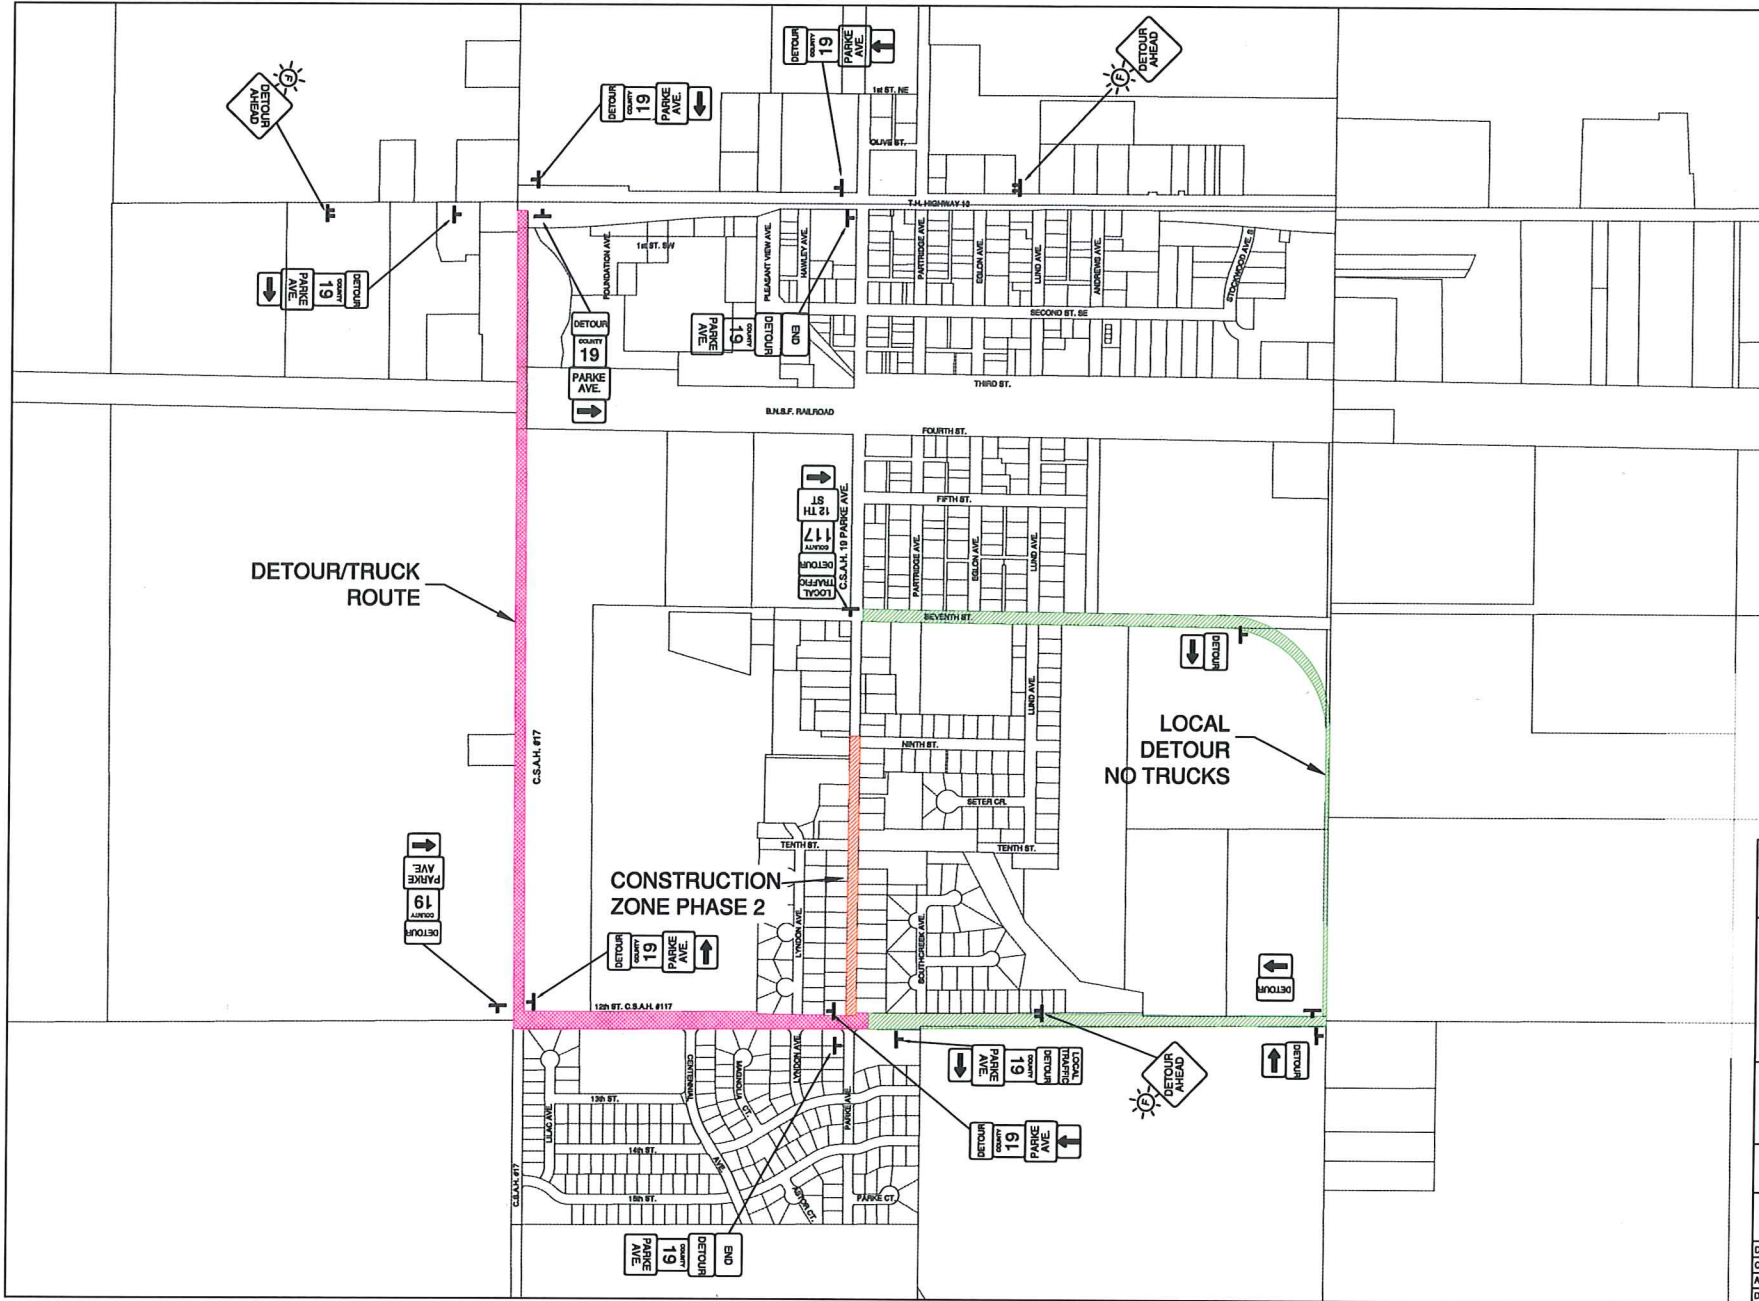 DETOUR
AHEAD
F
DETOUR
COUNTY
19
PARKE
AVE.
DETOUR
COUNTY
19
PARKE
AVE.
DETOUR
AHEAD
F
1st ST. NE
OLIVE ST.
T.H. HIGHWAY 10
DETOUR
COUNTY
19
PARKE
AVE.
FOUNDATION AVE.
1st ST. SW
PLEASANT VIEW AVE.
HAWLEY AVE.
PARTRIDGE AVE.
EGLON AVE.
LUND AVE.
ANDREWS AVE.
STOCKWOOD AVE. S
SECOND ST. SE
DETOUR
COUNTY
19
PARKE
AVE.
END
DETOUR
COUNTY
19
PARKE
AVE.
THIRD ST.
B.N.S.F. RAILROAD
FOURTH ST.
FIFTH ST.
LOCAL
TRAFFIC
DETOUR
COUNTY
117
12 TH
ST
C.S.A.H. 19 PARKE AVE.
PARTRIDGE AVE.
EGLON AVE.
LUND AVE.
DETOUR/TRUCK
ROUTE
SEVENTH ST.
DETOUR
LUND AVE.
LOCAL
DETOUR
NO TRUCKS
C.S.A.H. #17
NINTH ST.
SETER CR.
TENTH ST.
TENTH ST.
CONSTRUCTION
ZONE PHASE 2
LYNDON AVE.
SOUTHCREEK AVE.
DETOUR
COUNTY
19
PARKE
AVE
DETOUR
COUNTY
19
PARKE
AVE.
DETOUR
12th ST. C.S.A.H. #117
LOCAL
TRAFFIC
DETOUR
COUNTY
19
PARKE
AVE.
DETOUR
AHEAD
F
DETOUR
DETOUR
COUNTY
19
PARKE
AVE.
CENTENNIAL
AVE.
MAGNOLIA
CT.
LYNDON AVE.
PARKE AVE.
LILAC AVE.
13th ST.
14th ST.
15th ST.
ASTOR CT.
PARKE CT.
C.S.A.H. #17
END
DETOUR
COUNTY
19
PARKE
AVE.